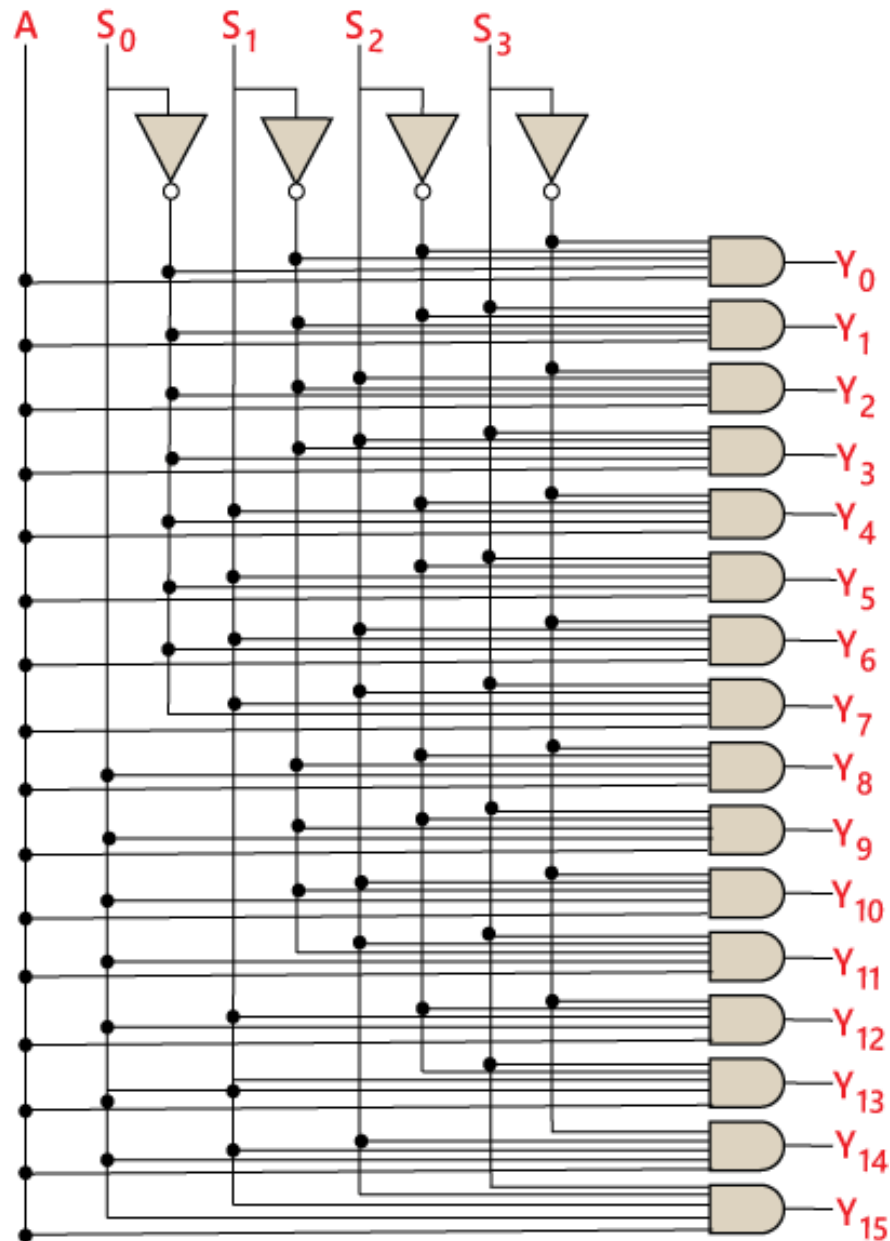 A S₀ S₁ S₂ S₃
Y₀
Y₁
Y₂
Y₃
Y₄
Y₅
Y₆
Y₇
Y₈
Y₉
Y₁₀
Y₁₁
Y₁₂
Y₁₃
Y₁₄
Y₁₅